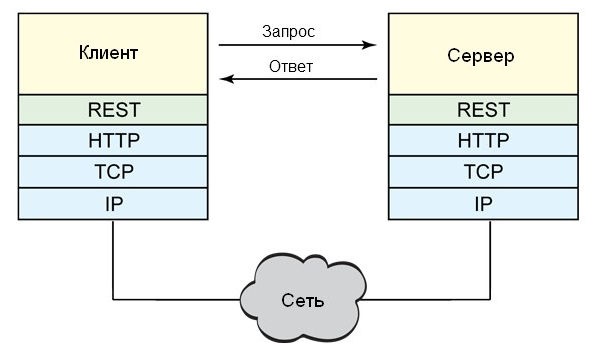 Клиент
Запрос
Ответ
Сервер
REST
HTTP
TCP
IP
REST
HTTP
TCP
IP
Сеть